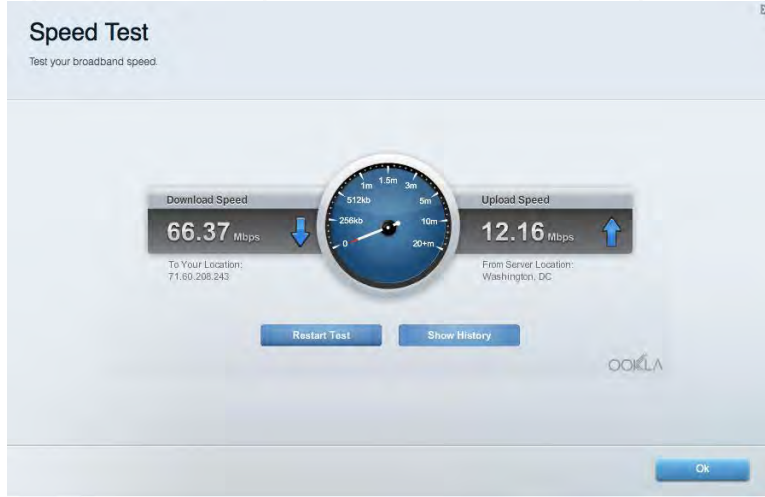 Speed Test
Test your broadband speed.
Download Speed
66.37 Mbps
To Your Location:
71.60.208.243
0
256kb
512kb
1m
1.5m
3m
5m
10m
20+m
Upload Speed
12.16 Mbps
From Server Location:
Washington, DC
Restart Test
Show History
OOKLA
Ok